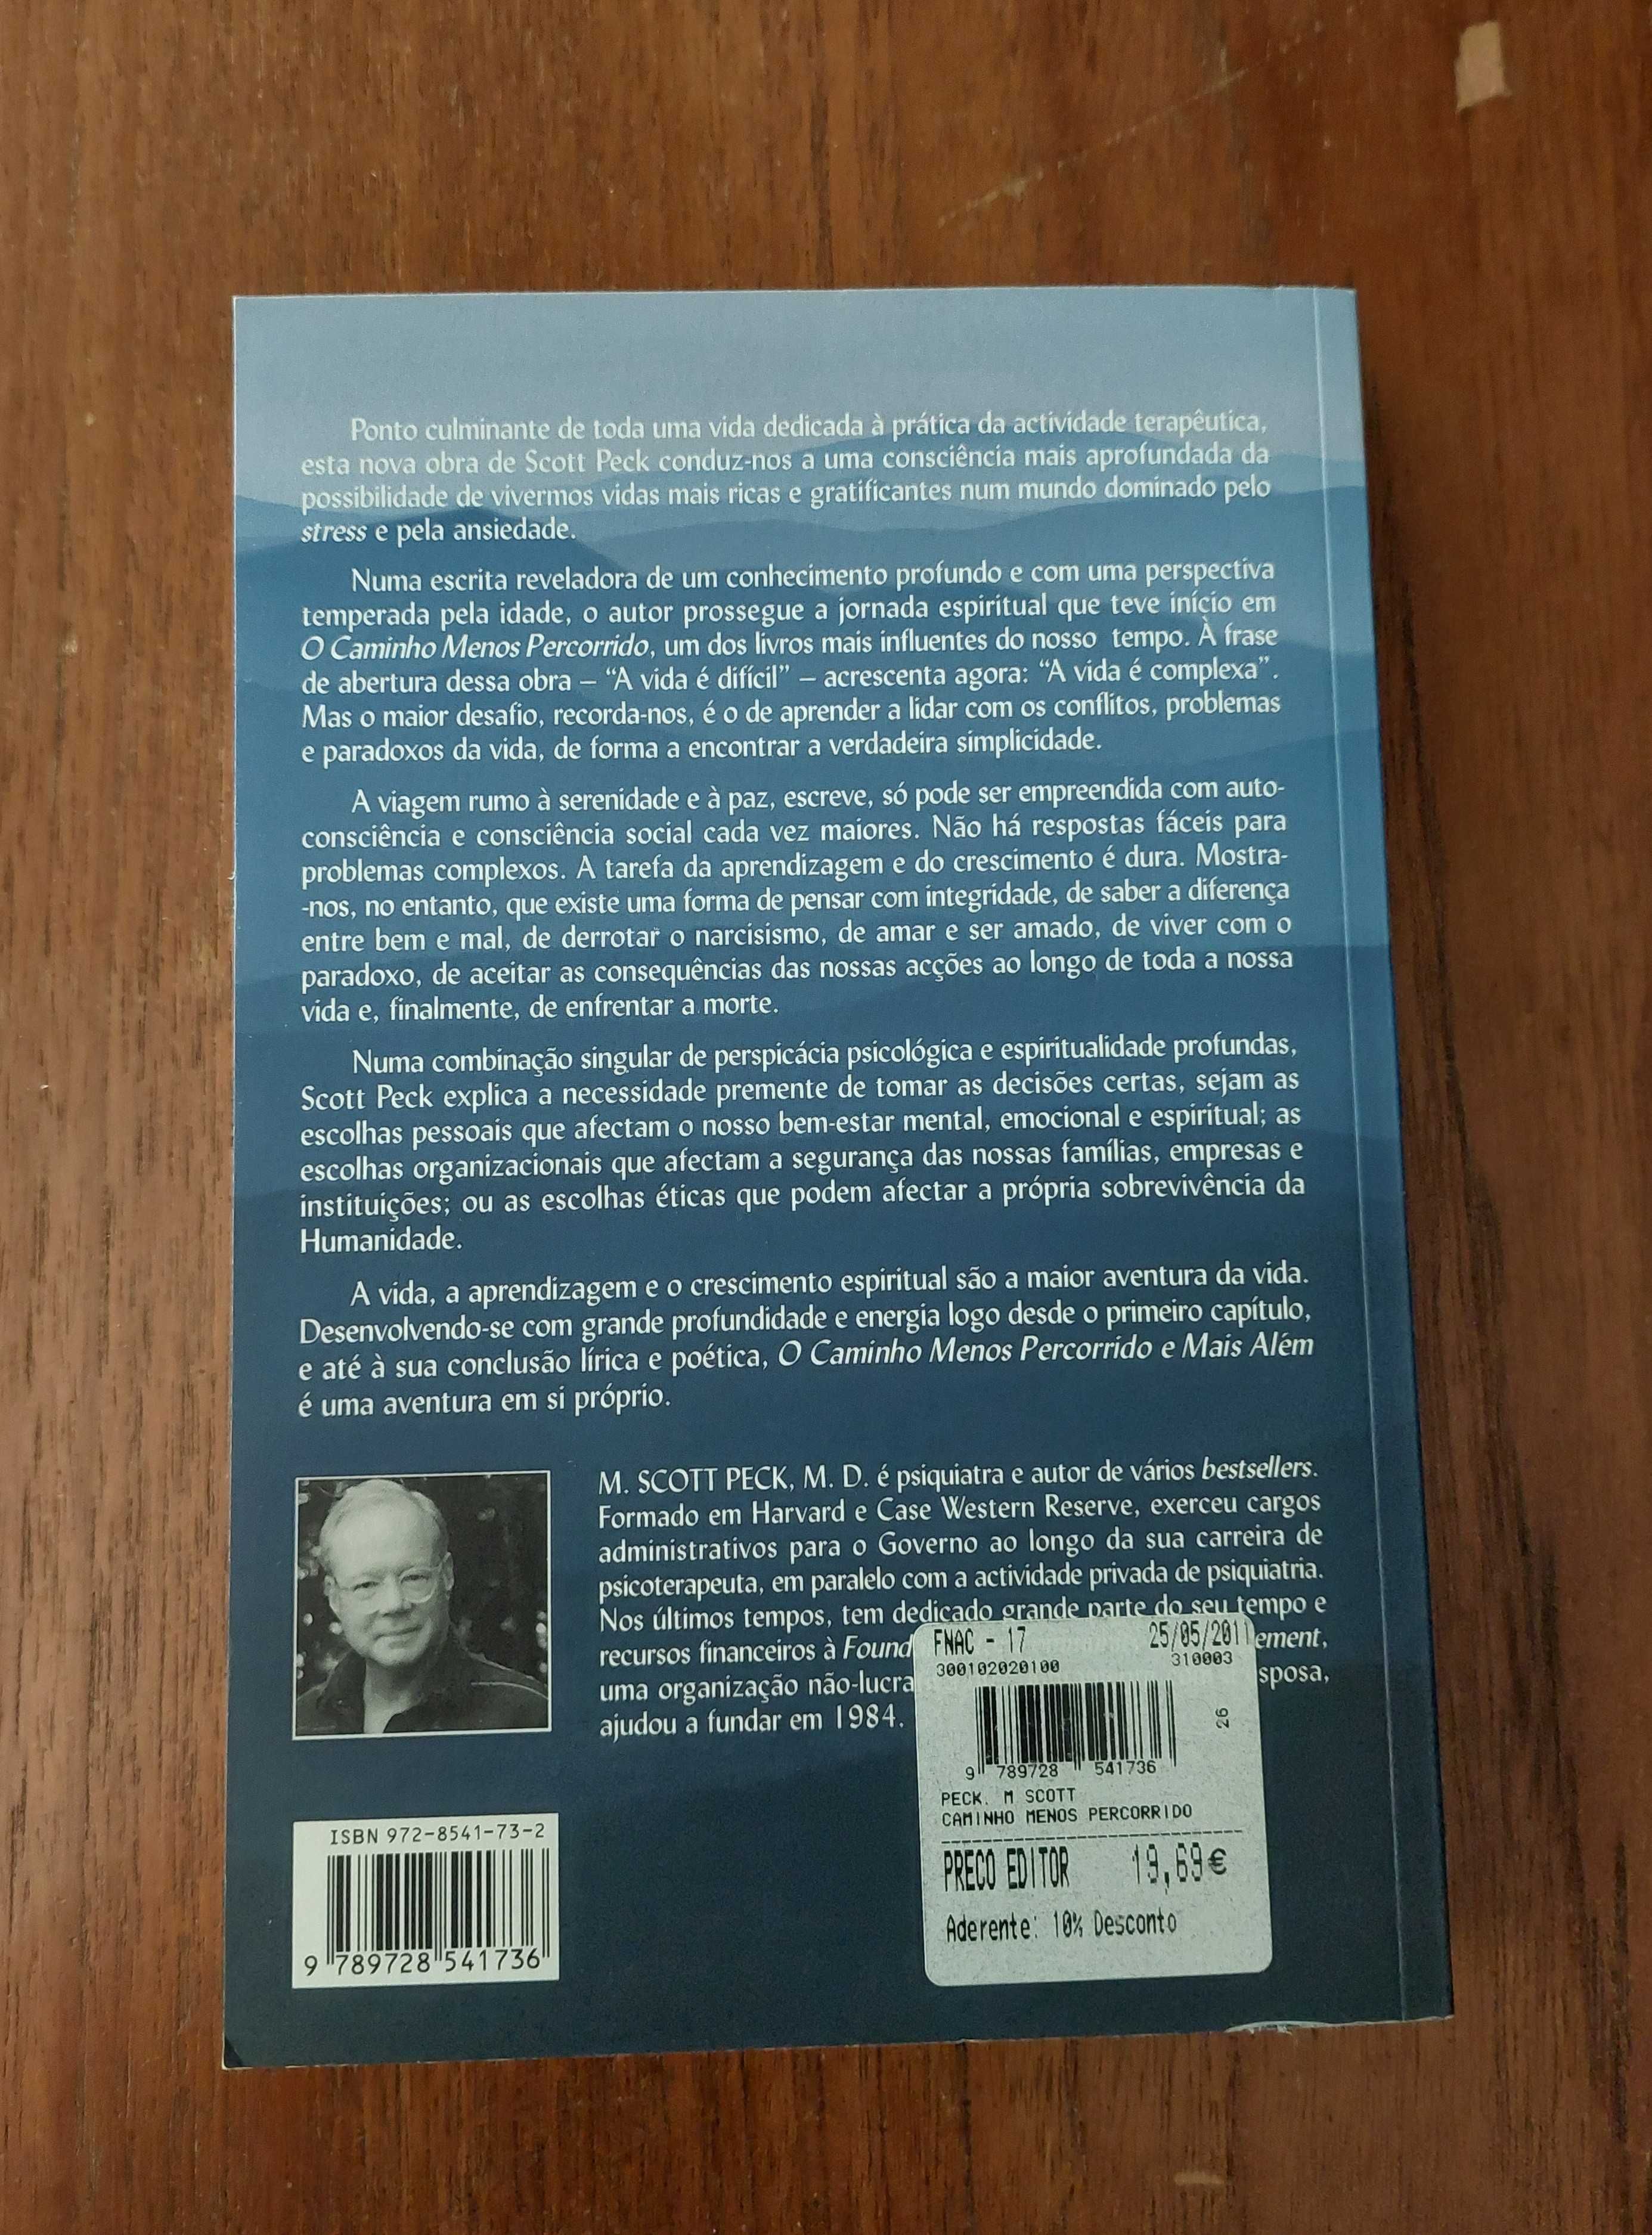 Ponto culminante de toda uma vida dedicada à prática da actividade terapêutica,
esta nova obra de Scott Peck conduz-nos a uma consciência mais aprofundada da
possibilidade de vivermos vidas mais ricas e gratificantes num mundo dominado pelo
stress e pela ansiedade.
Numa escrita reveladora de um conhecimento profundo e com uma perspectiva
temperada pela idade, o autor prossegue a jornada espiritual que teve início em
O Caminho Menos Percorrido, um dos livros mais influentes do nosso tempo. À frase
de abertura dessa obra – “A vida é difícil” – acrescenta agora: “A vida é complexa”.
Mas o maior desafio, recorda-nos, é o de aprender a lidar com os conflitos, problemas
e paradoxos da vida, de forma a encontrar a verdadeira simplicidade.
A viagem rumo à serenidade e à paz, escreve, só pode ser empreendida com auto-
consciência e consciência social cada vez maiores. Não há respostas fáceis para
problemas complexos. A tarefa da aprendizagem e do crescimento é dura. Mostra-
-nos, no entanto, que existe uma forma de pensar com integridade, de saber a diferença
entre bem e mal, de derrotar o narcisismo, de amar e ser amado, de viver com o
paradoxo, de aceitar as consequências das nossas acções ao longo de toda a nossa
vida e, finalmente, de enfrentar a morte.
Numa combinação singular de perspicácia psicológica e espiritualidade profundas,
Scott Peck explica a necessidade premente de tomar as decisões certas, sejam as
escolhas pessoais que afectam o nosso bem-estar mental, emocional e espiritual; as
escolhas organizacionais que afectam a segurança das nossas famílias, empresas e
instituições; ou as escolhas éticas que podem afectar a própria sobrevivência da
Humanidade.
A vida, a aprendizagem e o crescimento espiritual são a maior aventura da vida.
Desenvolvendo-se com grande profundidade e energia logo desde o primeiro capítulo,
e até à sua conclusão lírica e poética, O Caminho Menos Percorrido e Mais Além
é uma aventura em si próprio.
M. SCOTT PECK, M. D. é psiquiatra e autor de vários bestsellers.
Formado em Harvard e Case Western Reserve, exerceu cargos
administrativos para o Governo ao longo da sua carreira de
psicoterapeuta, em paralelo com a actividade privada de psiquiatria.
Nos últimos tempos, tem dedicado grande parte do seu tempo e
recursos financeiros à Found ement,
uma organização não-lucra sposa,
ajudou a fundar em 1984.
FNAC - 17 25/05/2011
300102020100 310003
26
9 789728 541736
PECK. M SCOTT
CAMINHO MENOS PERCORRIDO
PRECO EDITOR 19,69€
Aderente: 10% Desconto
ISBN 972-8541-73-2
9 789728 541736